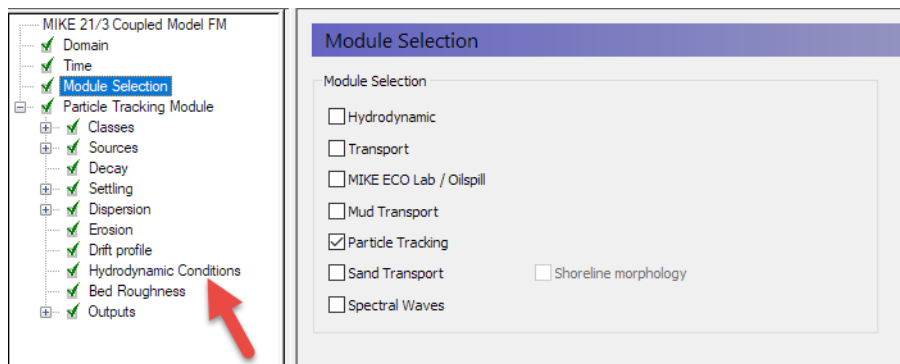 MIKE 21/3 Coupled Model FM
Domain
Time
Module Selection
Particle Tracking Module
Classes
Sources
Decay
Settling
Dispersion
Erosion
Drift profile
Hydrodynamic Conditions
Bed Roughness
Outputs
Module Selection
Module Selection
Hydrodynamic
Transport
MIKE ECO Lab / Oilspill
Mud Transport
Particle Tracking
Sand Transport Shoreline morphology
Spectral Waves